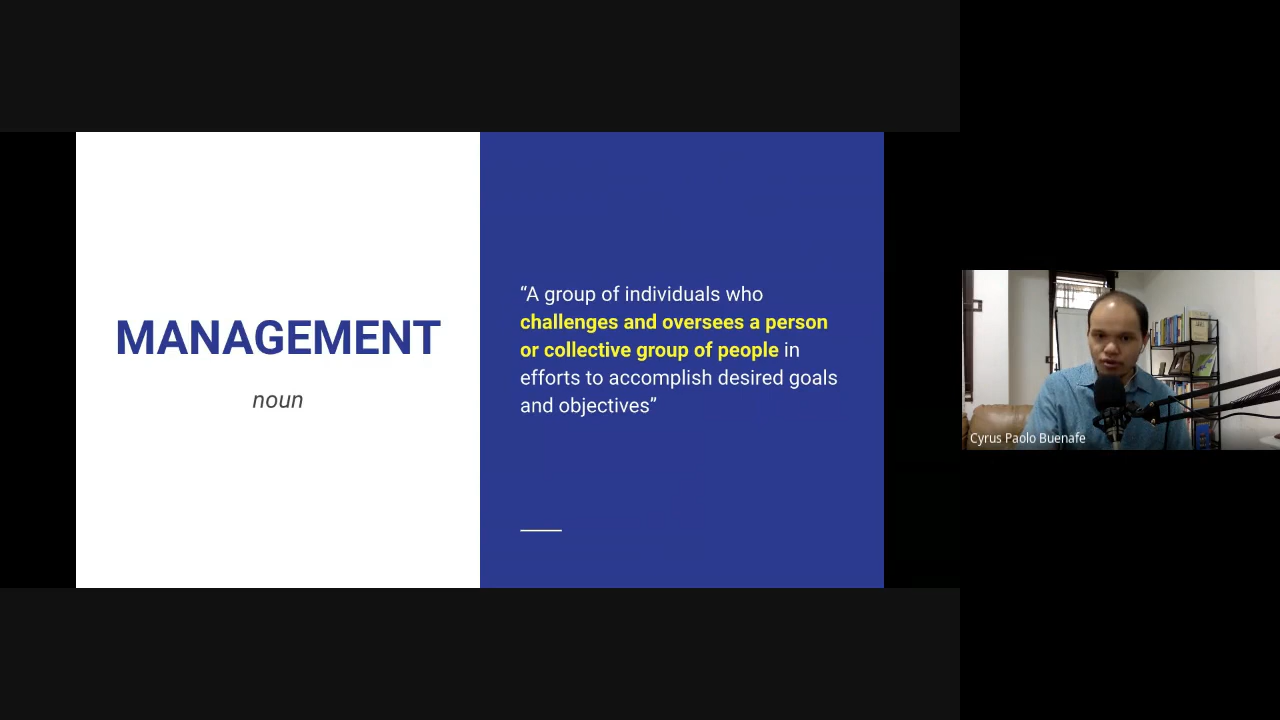 MANAGEMENT
noun
“A group of individuals who
challenges and oversees a person
or collective group of people in
efforts to accomplish desired goals
and objectives”
Cyrus Paolo Buenafe